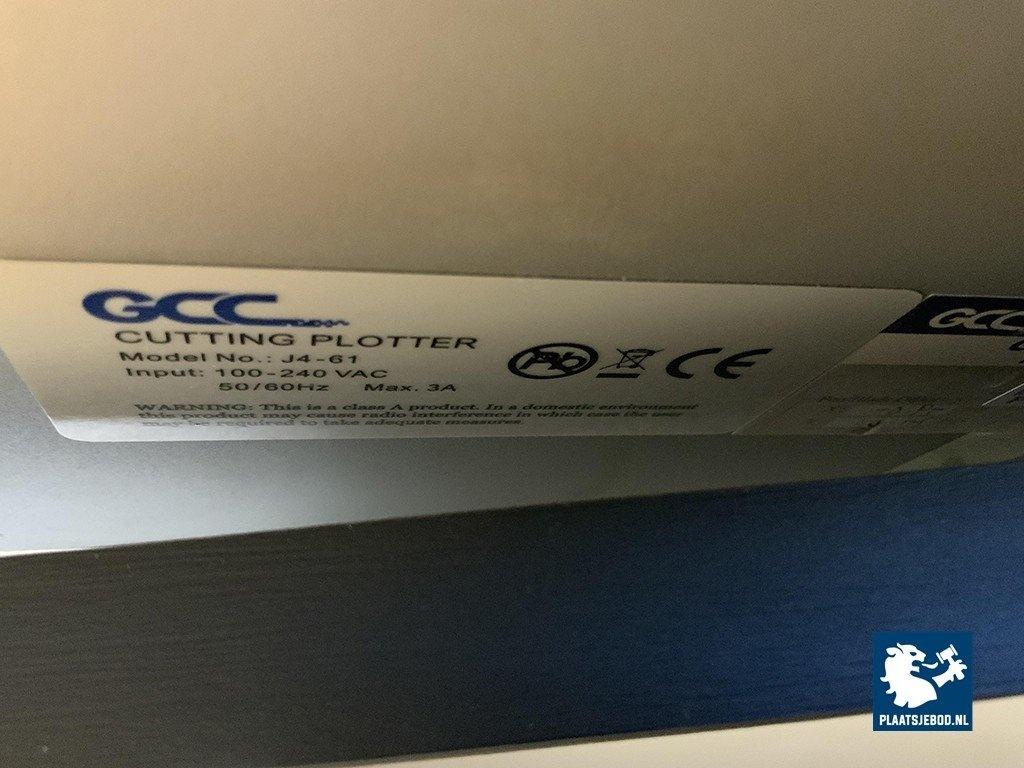 GCC
CUTTING PLOTTER
Model No.: J4-61
Input: 100-240 VAC
50/60Hz Max. 3A
Pb
CE
WARNING: This is a class A product. In a domestic environment
this product may cause radio interference in which case the user
may be required to take adequate measures.
GCC
PLAATSJEBOD.NL